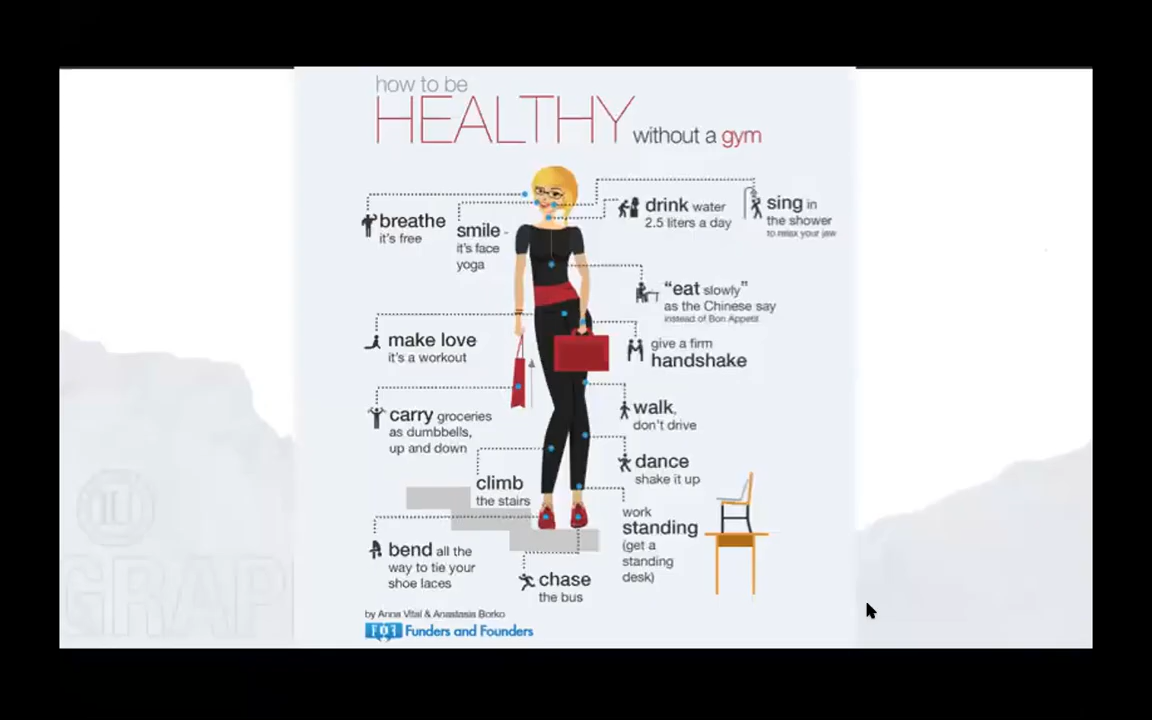 how to be
HEALTHY without a gym
breathe
it's free
smile -
it's face
yoga
drink water
2.5 liters a day
sing in
the shower
to relax your jaw
"eat slowly"
as the Chinese say
instead of Bon Appetit
make love
it's a workout
give a firm
handshake
carry groceries
as dumbbells,
up and down
walk,
don't drive
climb
the stairs
dance
shake it up
work
standing
(get a
standing
desk)
bend all the
way to tie your
shoe laces
chase
the bus
by Anna Vital & Anastasia Borko
FOF Funders and Founders
GRAP